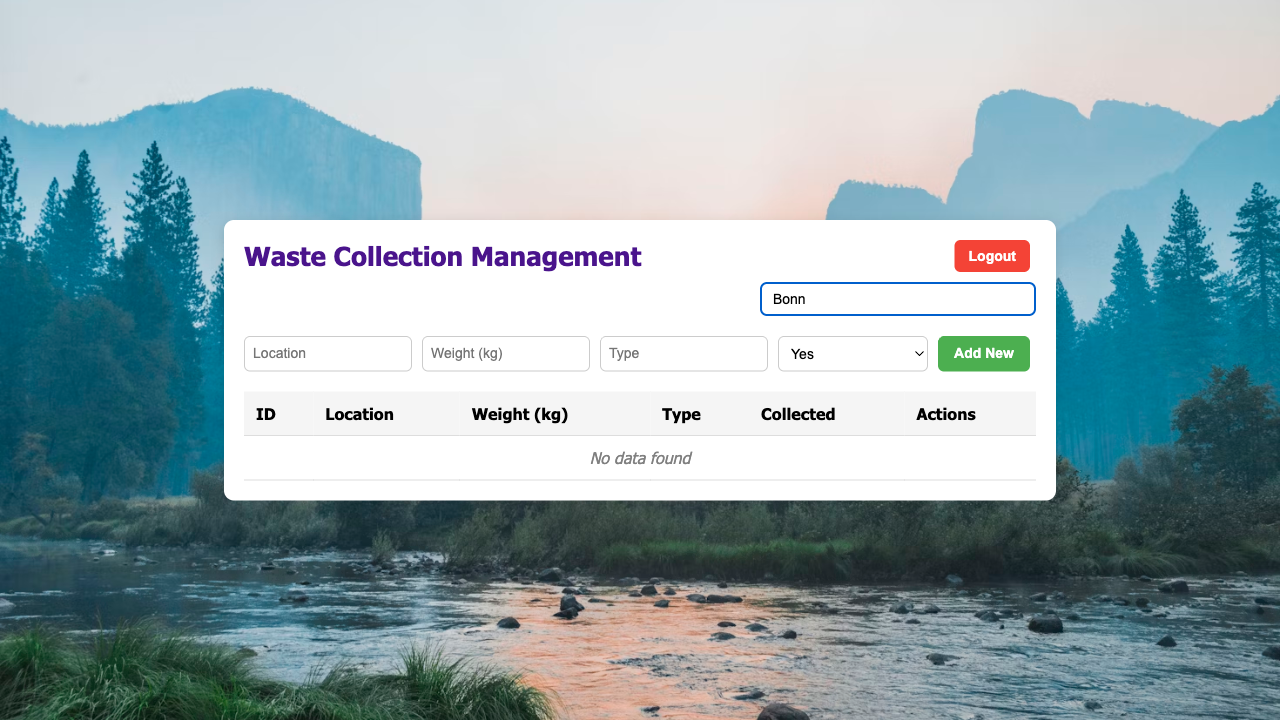 Waste Collection Management
Logout
Bonn
Location
Weight (kg)
Type
Yes
Add New
ID Location Weight (kg) Type Collected Actions
No data found